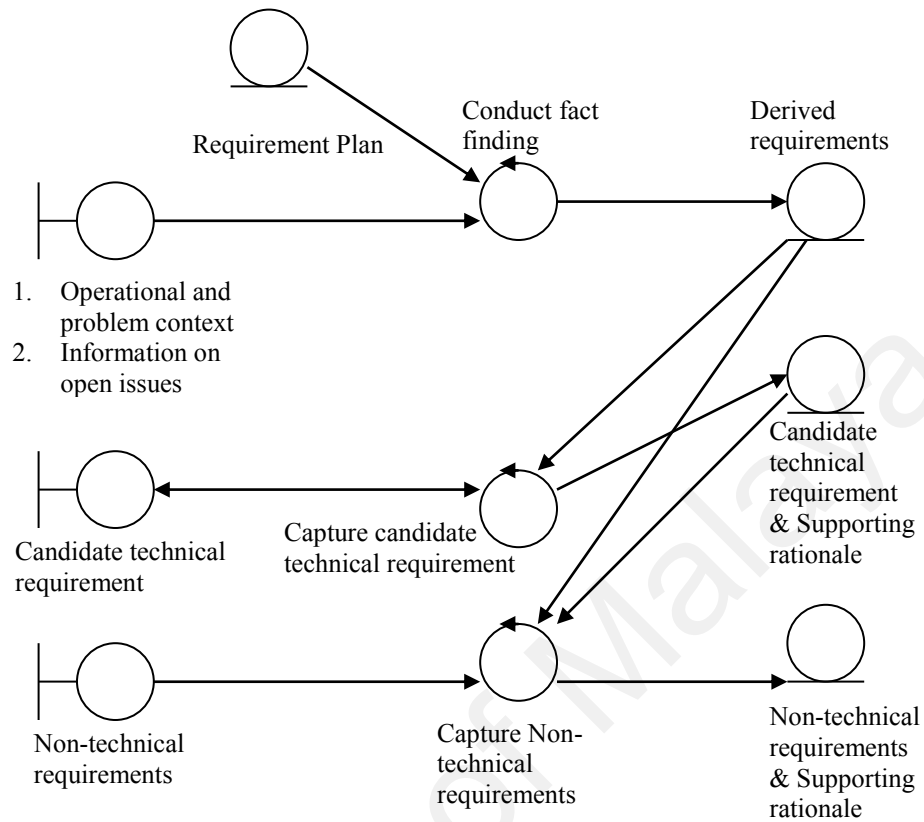 Requirement Plan
Conduct fact
finding
Derived
requirements
1. Operational and
problem context
2. Information on
open issues
Candidate technical
requirement
Capture candidate
technical requirement
Candidate
technical
requirement
& Supporting
rationale
Non-technical
requirements
Capture Non-
technical
requirements
Non-technical
requirements
& Supporting
rationale
of Malaya